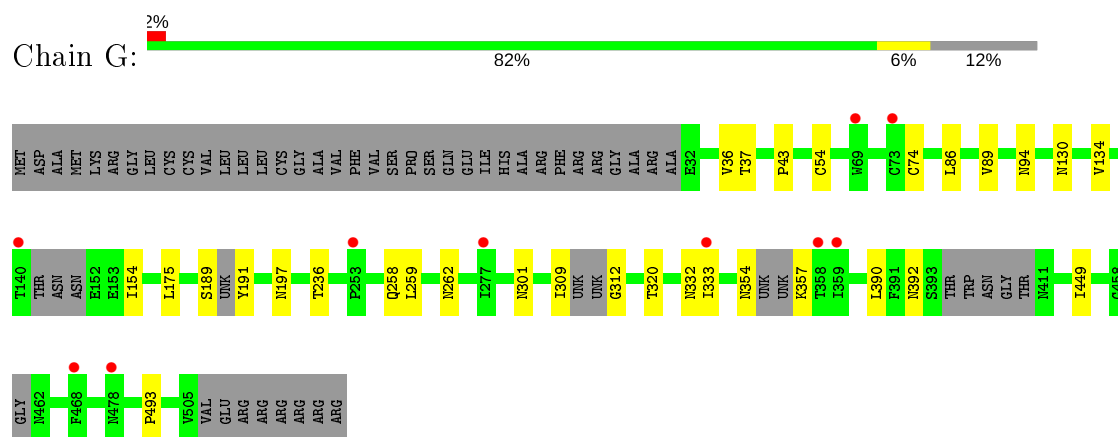 2%
Chain G:
82% 6% 12%
MET ASP ALA MET LYS ARG GLY LEU CYS CYS VAL LEU LEU LEU CYS GLY ALA VAL PHE VAL SER PRO SER GLN GLU ILE HIS ALA ARG PHE ARG ARG GLY ALA ARG ALA E32 V36 T37 P43 C54 W69 C73 C74 L86 V89 N94 N130 V134
T140 THR ASN ASN E152 E153 I154 L175 S189 UNK Y191 N197 T236 P253 Q258 L259 N262 I277 N301 I309 UNK UNK G312 T320 N332 I333 N354 UNK UNK K357 T358 I359 L390 F391 N392 S393 THR TRP ASN GLY THR N411 I449
GLY N462 F468 N478 P493 V505 VAL GLU ARG ARG ARG ARG ARG ARG